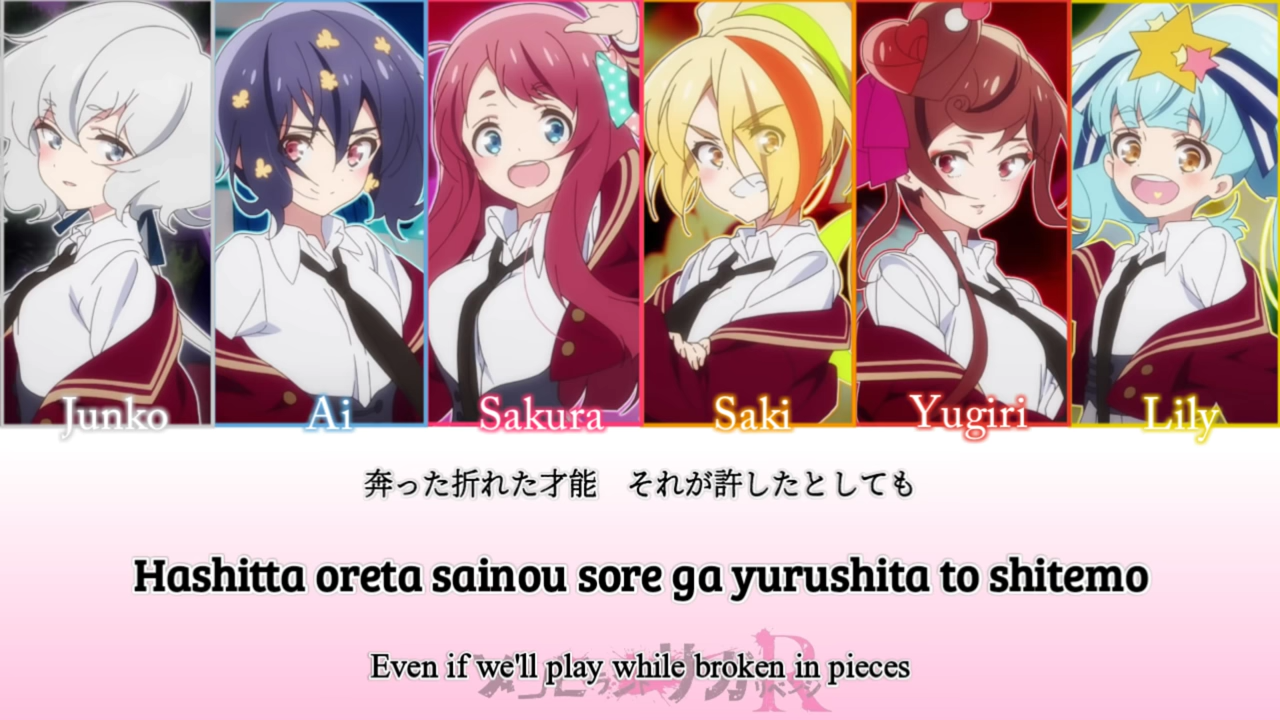 Junko Ai Sakura Saki Yugiri Lily
奔った折れた才能　それが許したとしても
Hashitta oreta sainou sore ga yurushita to shitemo
Even if we'll play while broken in pieces